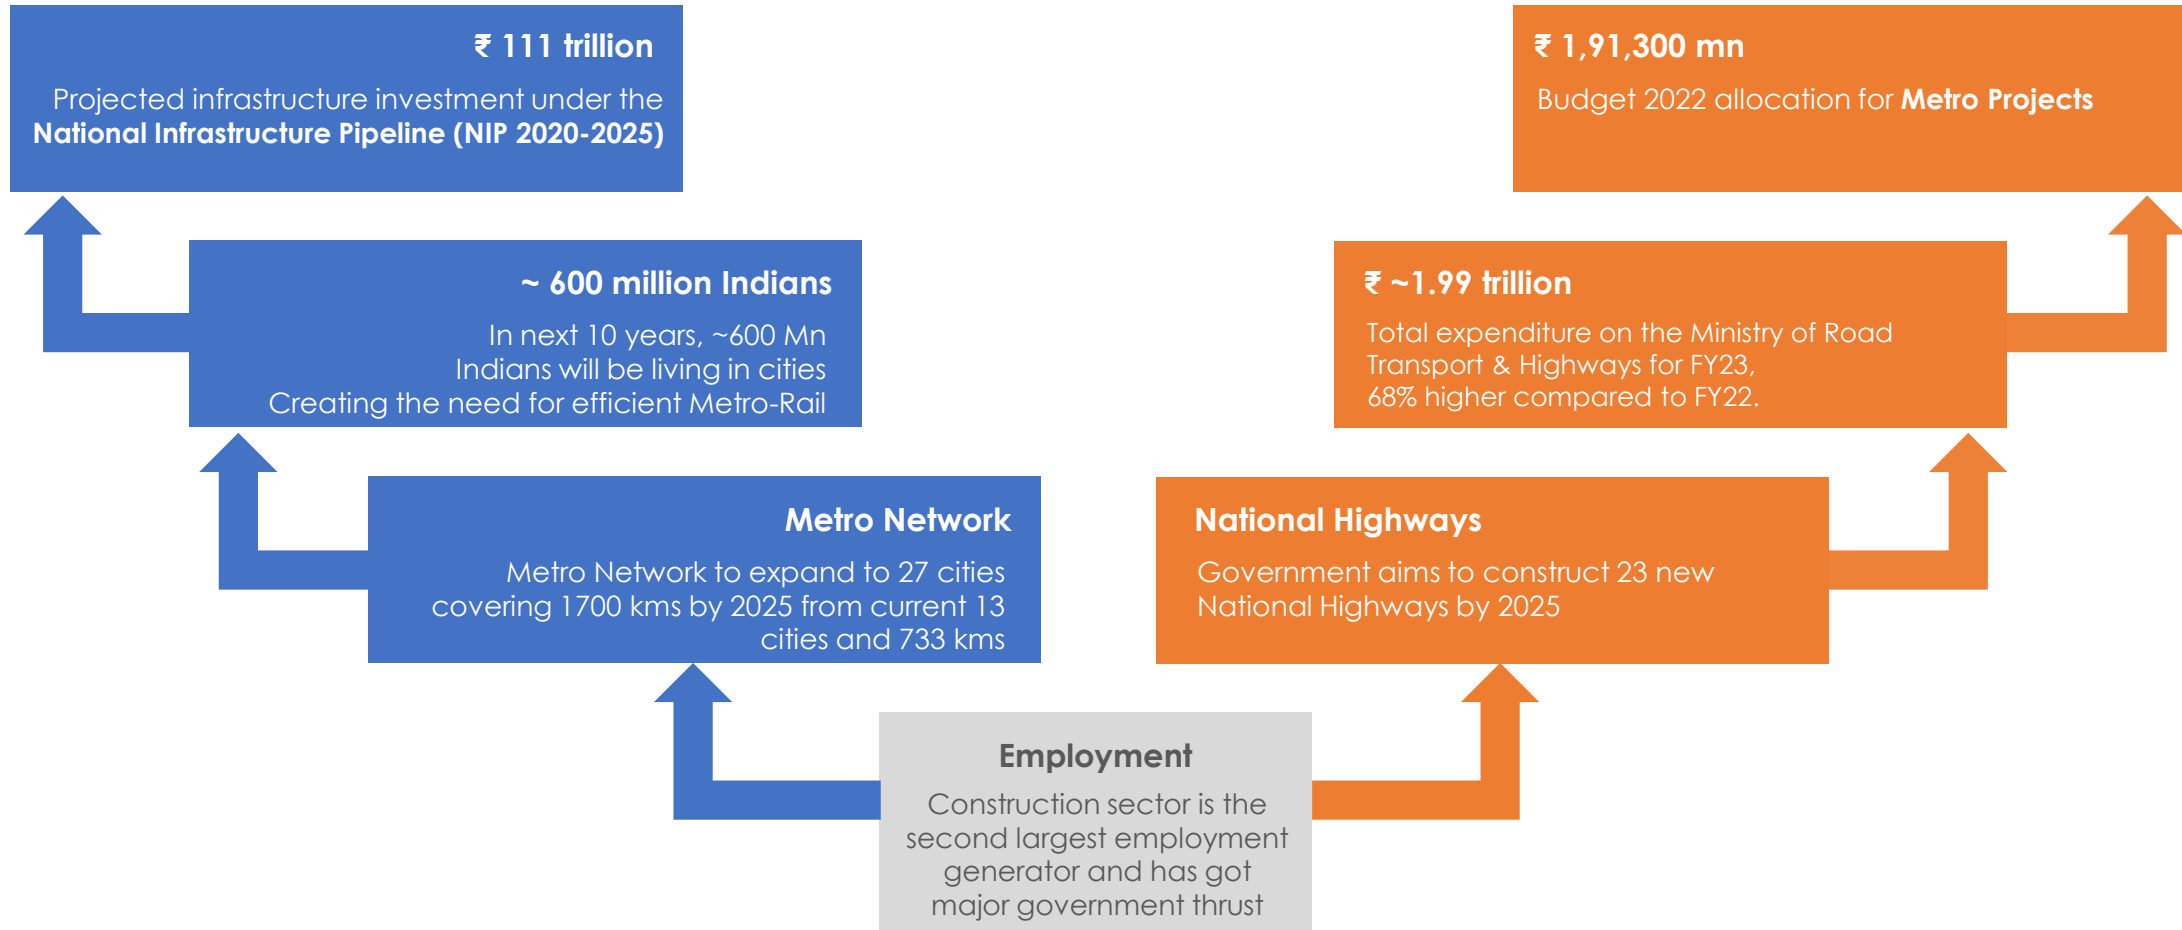 ₹ 111 trillion
Projected infrastructure investment under the
National Infrastructure Pipeline (NIP 2020-2025)
₹ 1,91,300 mn
Budget 2022 allocation for Metro Projects
~ 600 million Indians
In next 10 years, ~600 Mn
Indians will be living in cities
Creating the need for efficient Metro-Rail
₹ ~1.99 trillion
Total expenditure on the Ministry of Road
Transport & Highways for FY23,
68% higher compared to FY22.
Metro Network
Metro Network to expand to 27 cities
covering 1700 kms by 2025 from current 13
cities and 733 kms
National Highways
Government aims to construct 23 new
National Highways by 2025
Employment
Construction sector is the
second largest employment
generator and has got
major government thrust